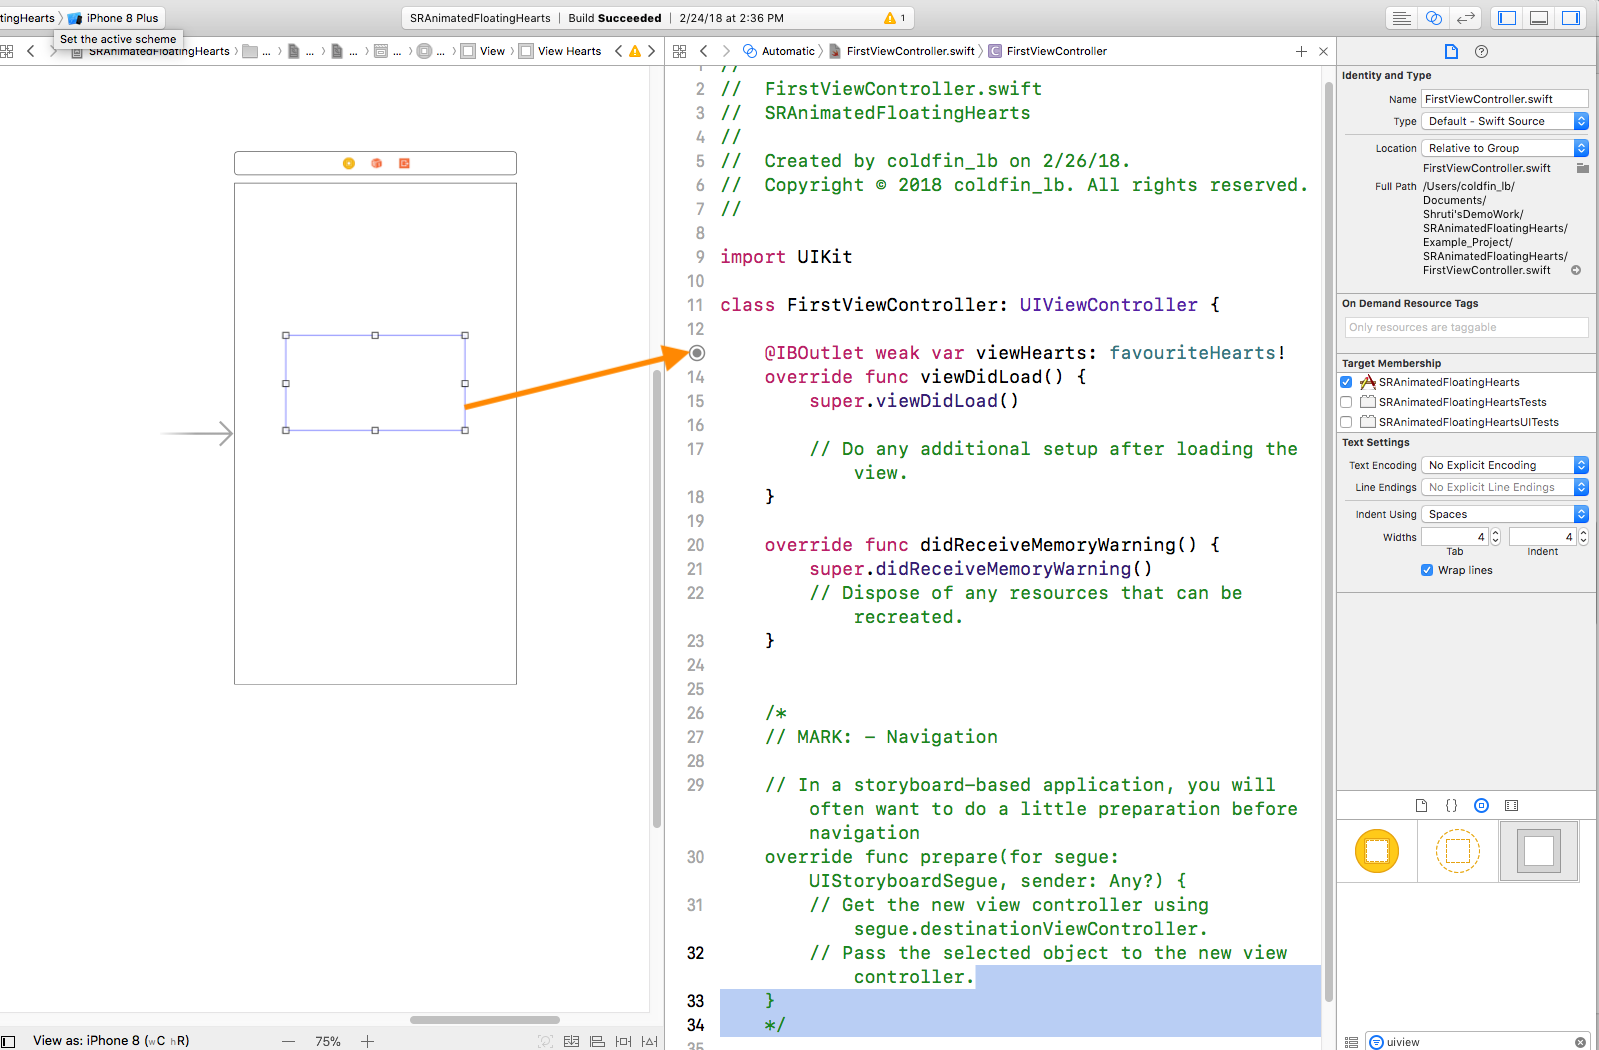 tingHearts iPhone 8 Plus
SRAnimatedFloatingHearts | Build Succeeded | 2/24/18 at 2:36 PM
1
Set the active scheme
SRAnimatedFloatingHearts ... ... ... ... ... View View Hearts
Automatic FirstViewController.swift C FirstViewController
1 //
2 // FirstViewController.swift
3 // SRAnimatedFloatingHearts
4 //
5 // Created by coldfin_lb on 2/26/18.
6 // Copyright © 2018 coldfin_lb. All rights reserved.
7 //
8
9 import UIKit
10
11 class FirstViewController: UIViewController {
12
@IBOutlet weak var viewHearts: favouriteHearts!
14 override func viewDidLoad() {
15 super.viewDidLoad()
16
17 // Do any additional setup after loading the
view.
18 }
19
20 override func didReceiveMemoryWarning() {
21 super.didReceiveMemoryWarning()
22 // Dispose of any resources that can be
recreated.
23 }
24
25
26 /*
27 // MARK: - Navigation
28
29 // In a storyboard-based application, you will
often want to do a little preparation before
navigation
30 override func prepare(for segue:
UIStoryboardSegue, sender: Any?) {
31 // Get the new view controller using
segue.destinationViewController.
32 // Pass the selected object to the new view
controller.
33 }
34 */
35
View as: iPhone 8 (wC hR)
75%
Identity and Type
Name FirstViewController.swift
Type Default - Swift Source
Location Relative to Group
FirstViewController.swift
Full Path /Users/coldfin_lb/
Documents/
Shruti'sDemoWork/
SRAnimatedFloatingHearts/
Example_Project/
SRAnimatedFloatingHearts/
FirstViewController.swift
On Demand Resource Tags
Only resources are taggable
Target Membership
SRAnimatedFloatingHearts
SRAnimatedFloatingHeartsTests
SRAnimatedFloatingHeartsUITests
Text Settings
Text Encoding No Explicit Encoding
Line Endings No Explicit Line Endings
Indent Using Spaces
Widths 4 4
Tab Indent
Wrap lines
{}
uiview